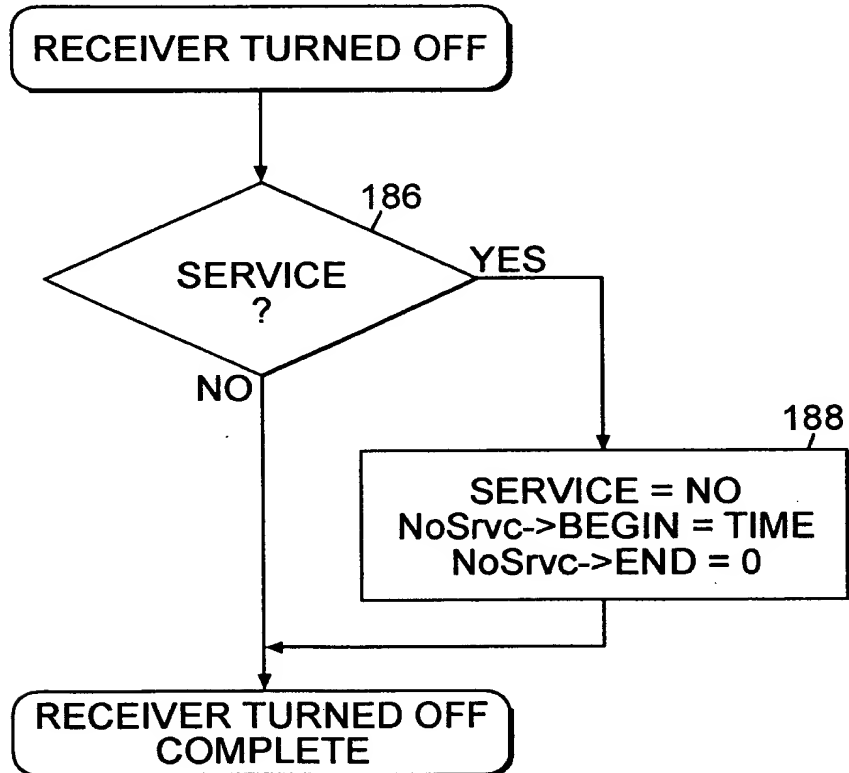 RECEIVER TURNED OFF
186
SERVICE
?
YES
NO
188
SERVICE = NO
NoSrvc->BEGIN = TIME
NoSrvc->END = 0
RECEIVER TURNED OFF
COMPLETE